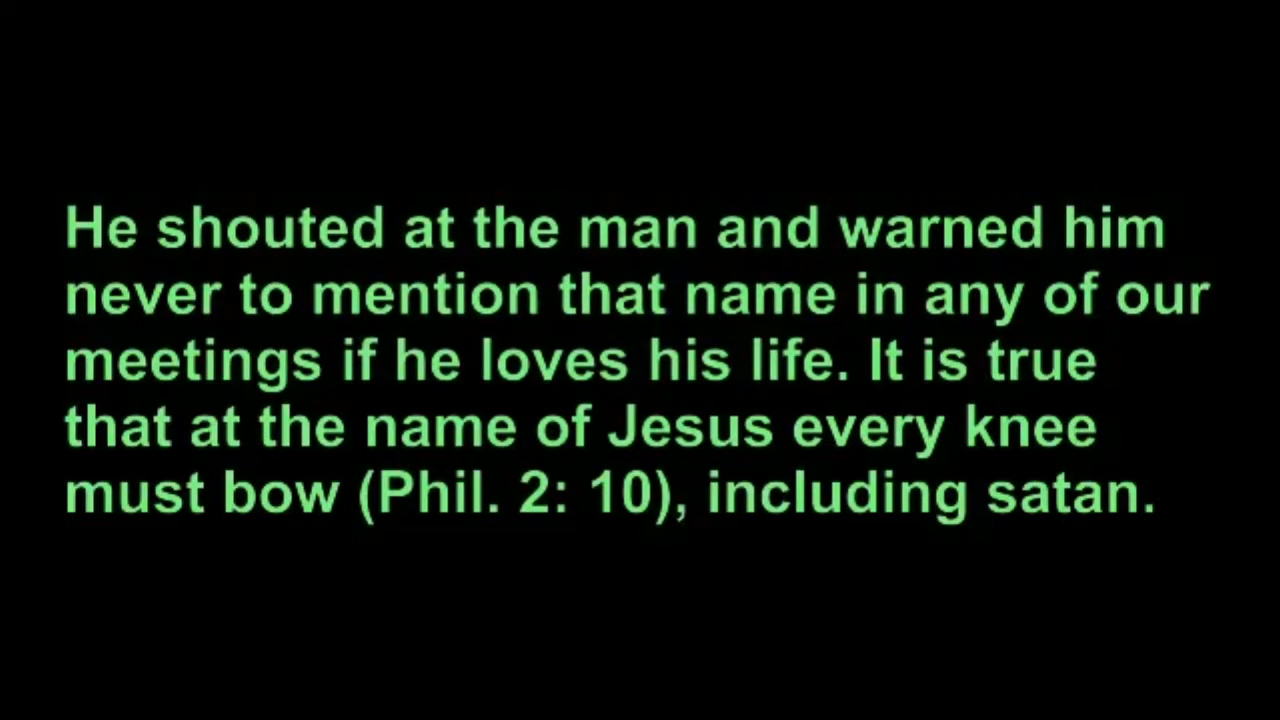 He shouted at the man and warned him
never to mention that name in any of our
meetings if he loves his life. It is true
that at the name of Jesus every knee
must bow (Phil. 2: 10), including satan.